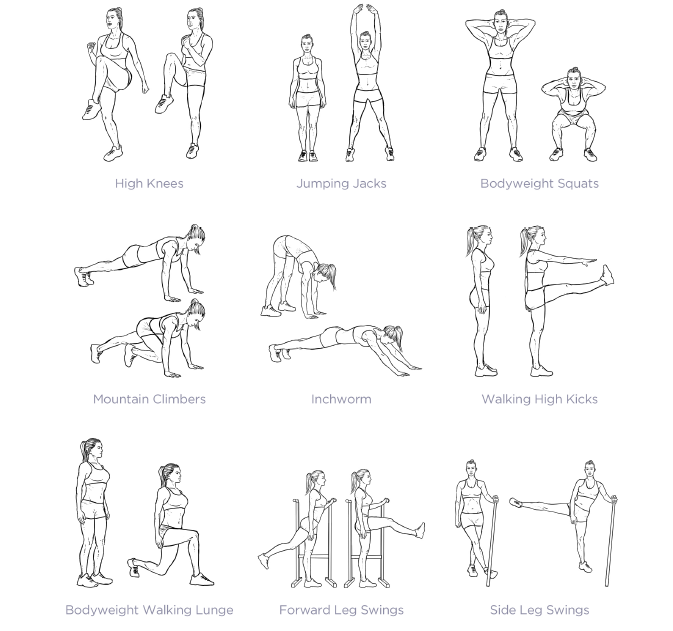 High Knees
Jumping Jacks
Bodyweight Squats
Mountain Climbers
Inchworm
Walking High Kicks
Bodyweight Walking Lunge
Forward Leg Swings
Side Leg Swings